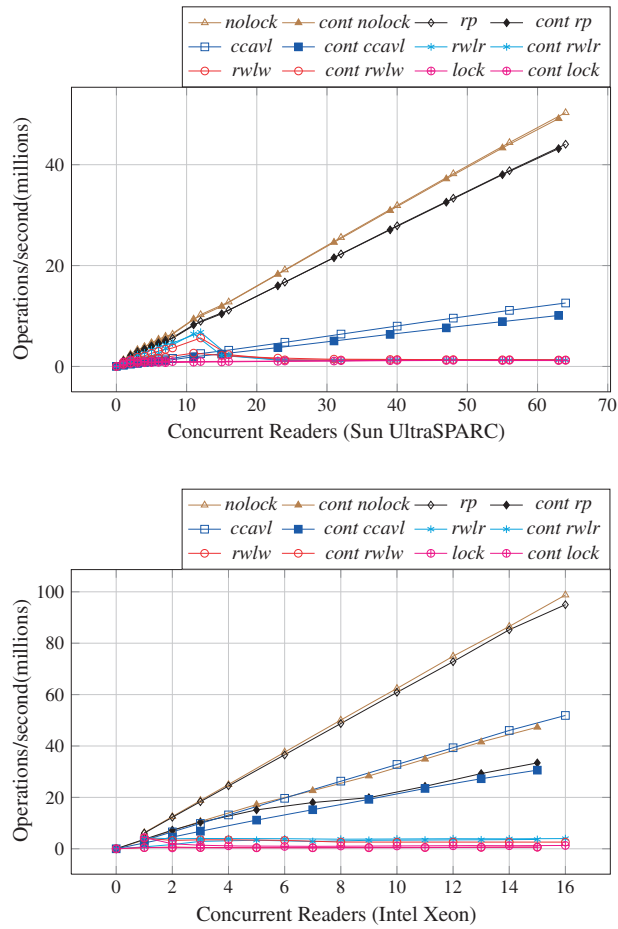 nolock cont nolock rp cont rp
ccavl cont ccavl rwlr cont rwlr
rwlw cont rwlw lock cont lock
Operations/second(millions)
40
20
0
0 10 20 30 40 50 60 70
Concurrent Readers (Sun UltraSPARC)
nolock cont nolock rp cont rp
ccavl cont ccavl rwlr cont rwlr
rwlw cont rwlw lock cont lock
Operations/second(millions)
100
80
60
40
20
0
0 2 4 6 8 10 12 14 16
Concurrent Readers (Intel Xeon)